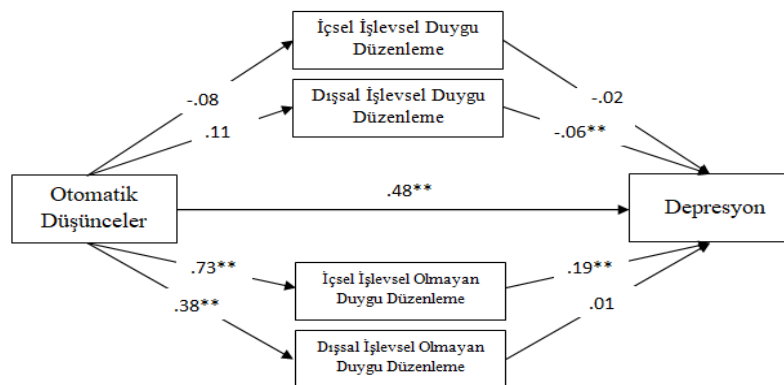 İçsel İşlevsel Duygu
Düzenleme
-.08
-.02
Dışsal İşlevsel Duygu
Düzenleme
.11
-.06**
Otomatik
Düşünceler
.48**
Depresyon
.73**
.19**
İçsel İşlevsel Olmayan
Duygu Düzenleme
.38**
.01
Dışsal İşlevsel Olmayan
Duygu Düzenleme